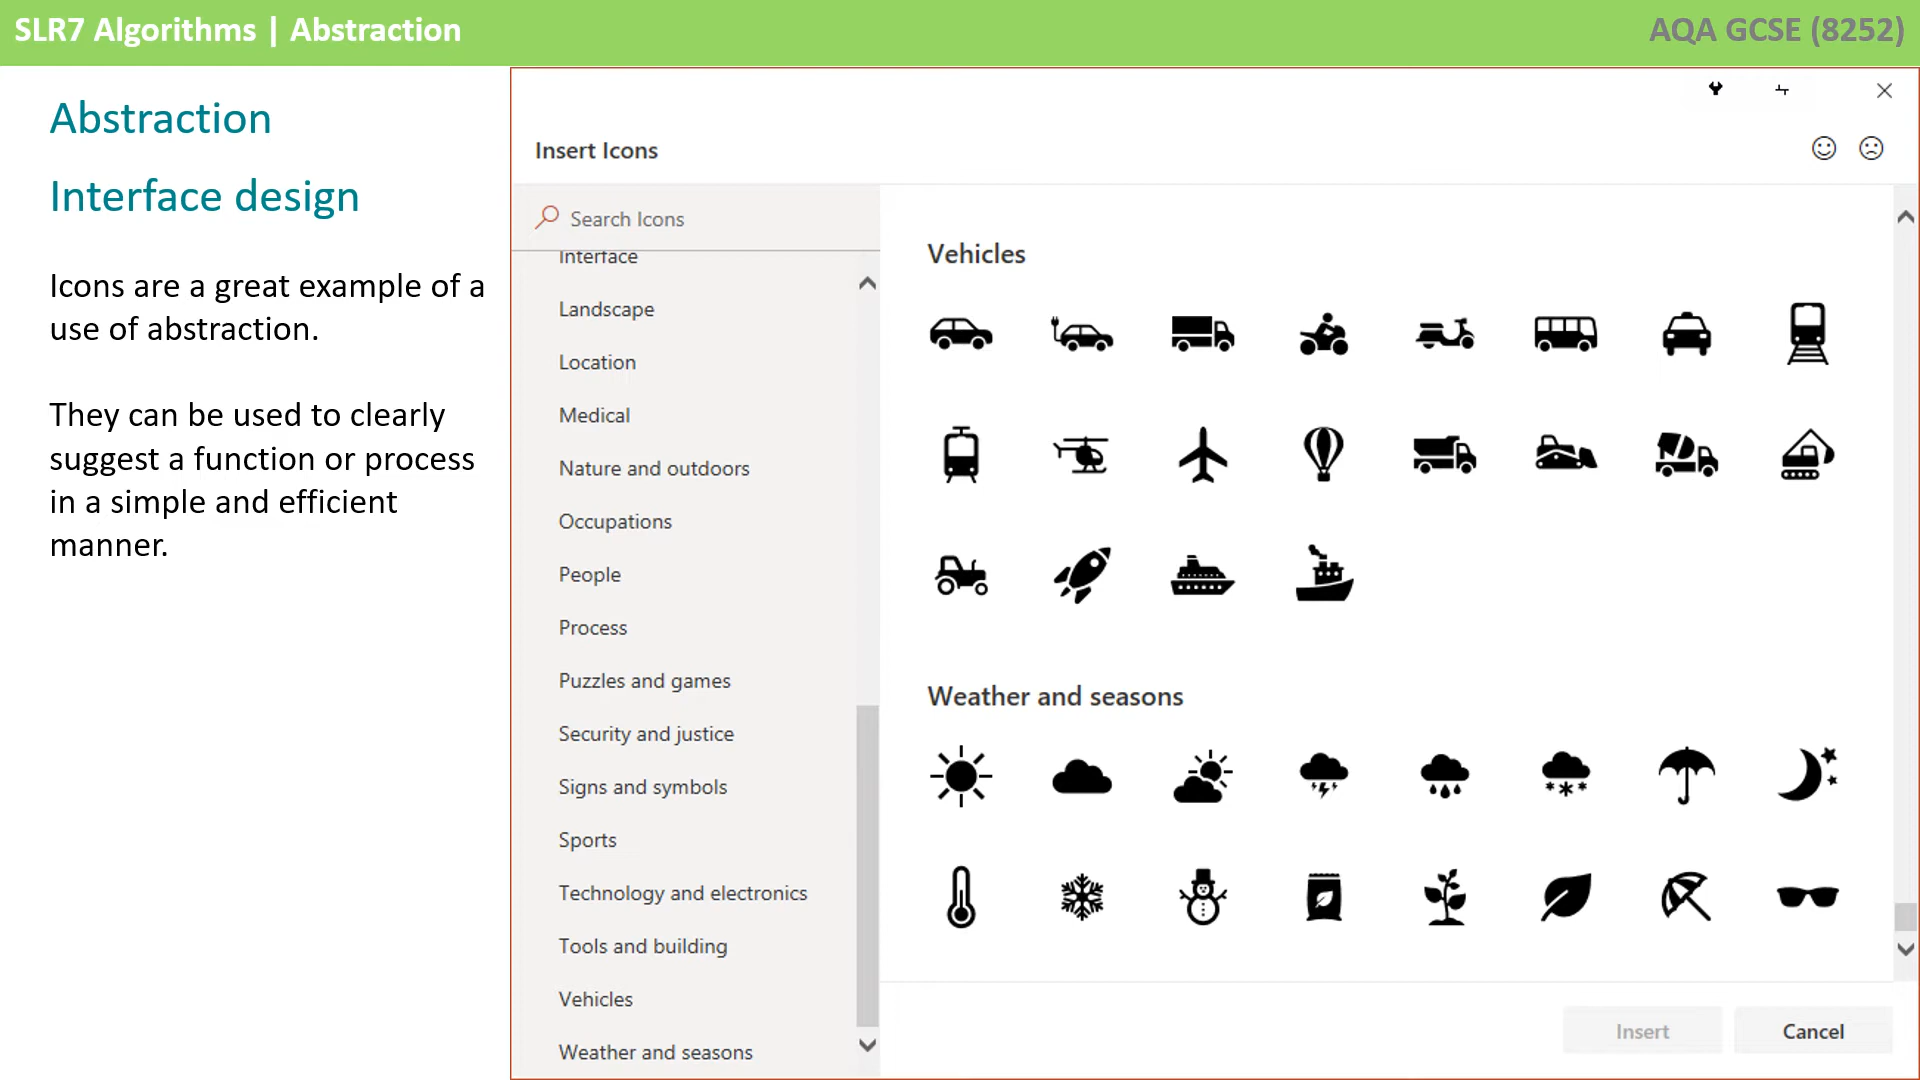 SLR7 Algorithms | Abstraction
AQA GCSE (8252)
Abstraction
Interface design
Icons are a great example of a
use of abstraction.
They can be used to clearly
suggest a function or process
in a simple and efficient
manner.
Insert Icons
Search Icons
Interface
Landscape
Location
Medical
Nature and outdoors
Occupations
People
Process
Puzzles and games
Security and justice
Signs and symbols
Sports
Technology and electronics
Tools and building
Vehicles
Weather and seasons
Vehicles
Weather and seasons
Insert
Cancel